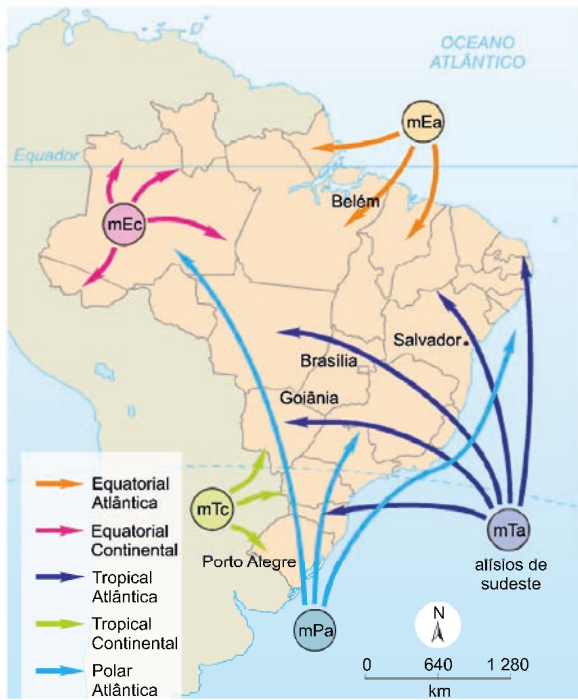 OCEANO
ATLÂNTICO
mEa
Equador
Belém
mEc
Salvador
Brasília
Goiânia
Equatorial
Atlântica
Equatorial
Continental
Tropical
Atlântica
Tropical
Continental
Polar
Atlântica
mTc
mTa
alísios de
sudeste
Porto Alegre
mPa
N
0 640 1 280
km